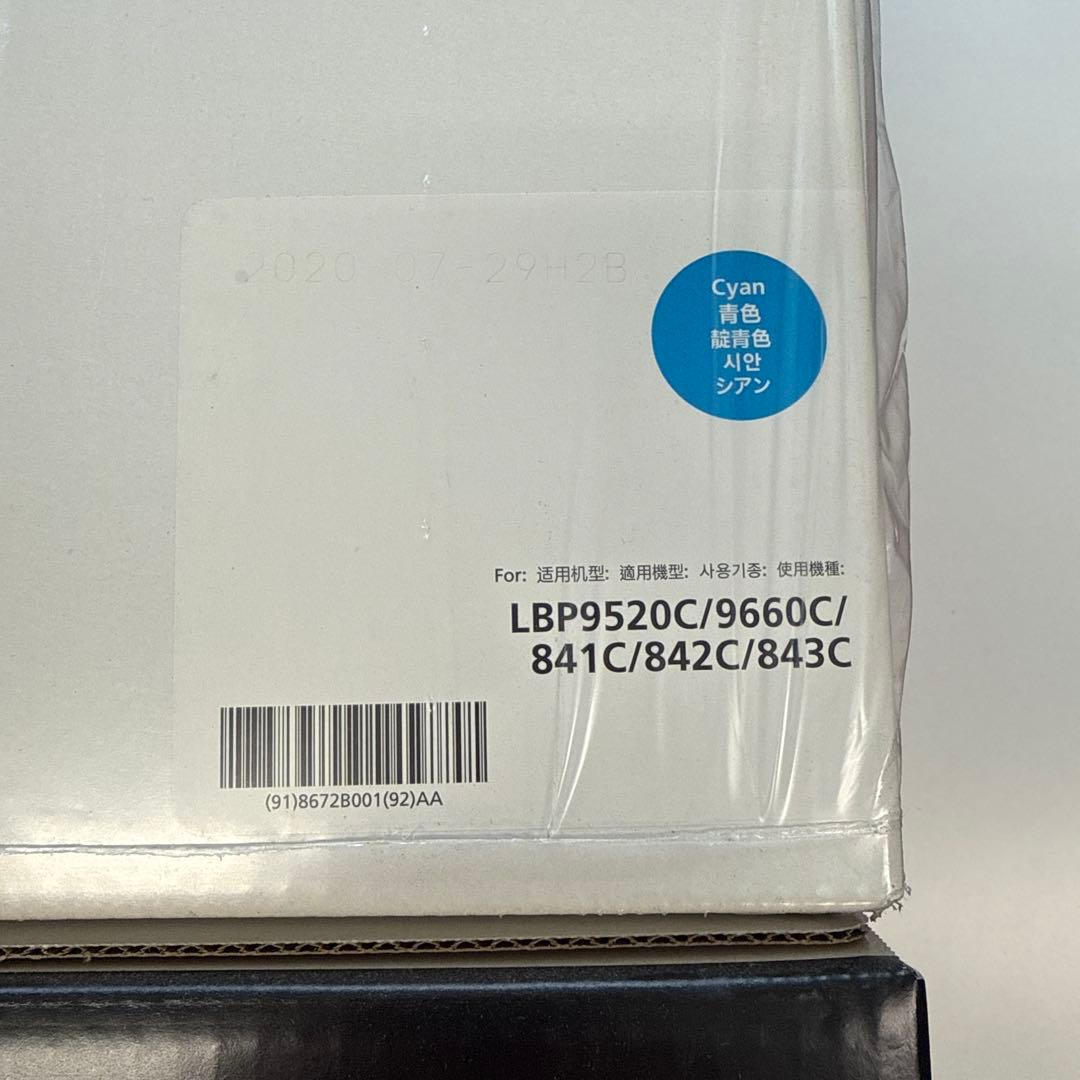 2020 07-29H2B
Cyan
青色
靛青色
시안
シアン
For: 适用机型: 適用機型: 사용기종: 使用機種:
LBP9520C/9660C/
841C/842C/843C
(91)8672B001(92)AA